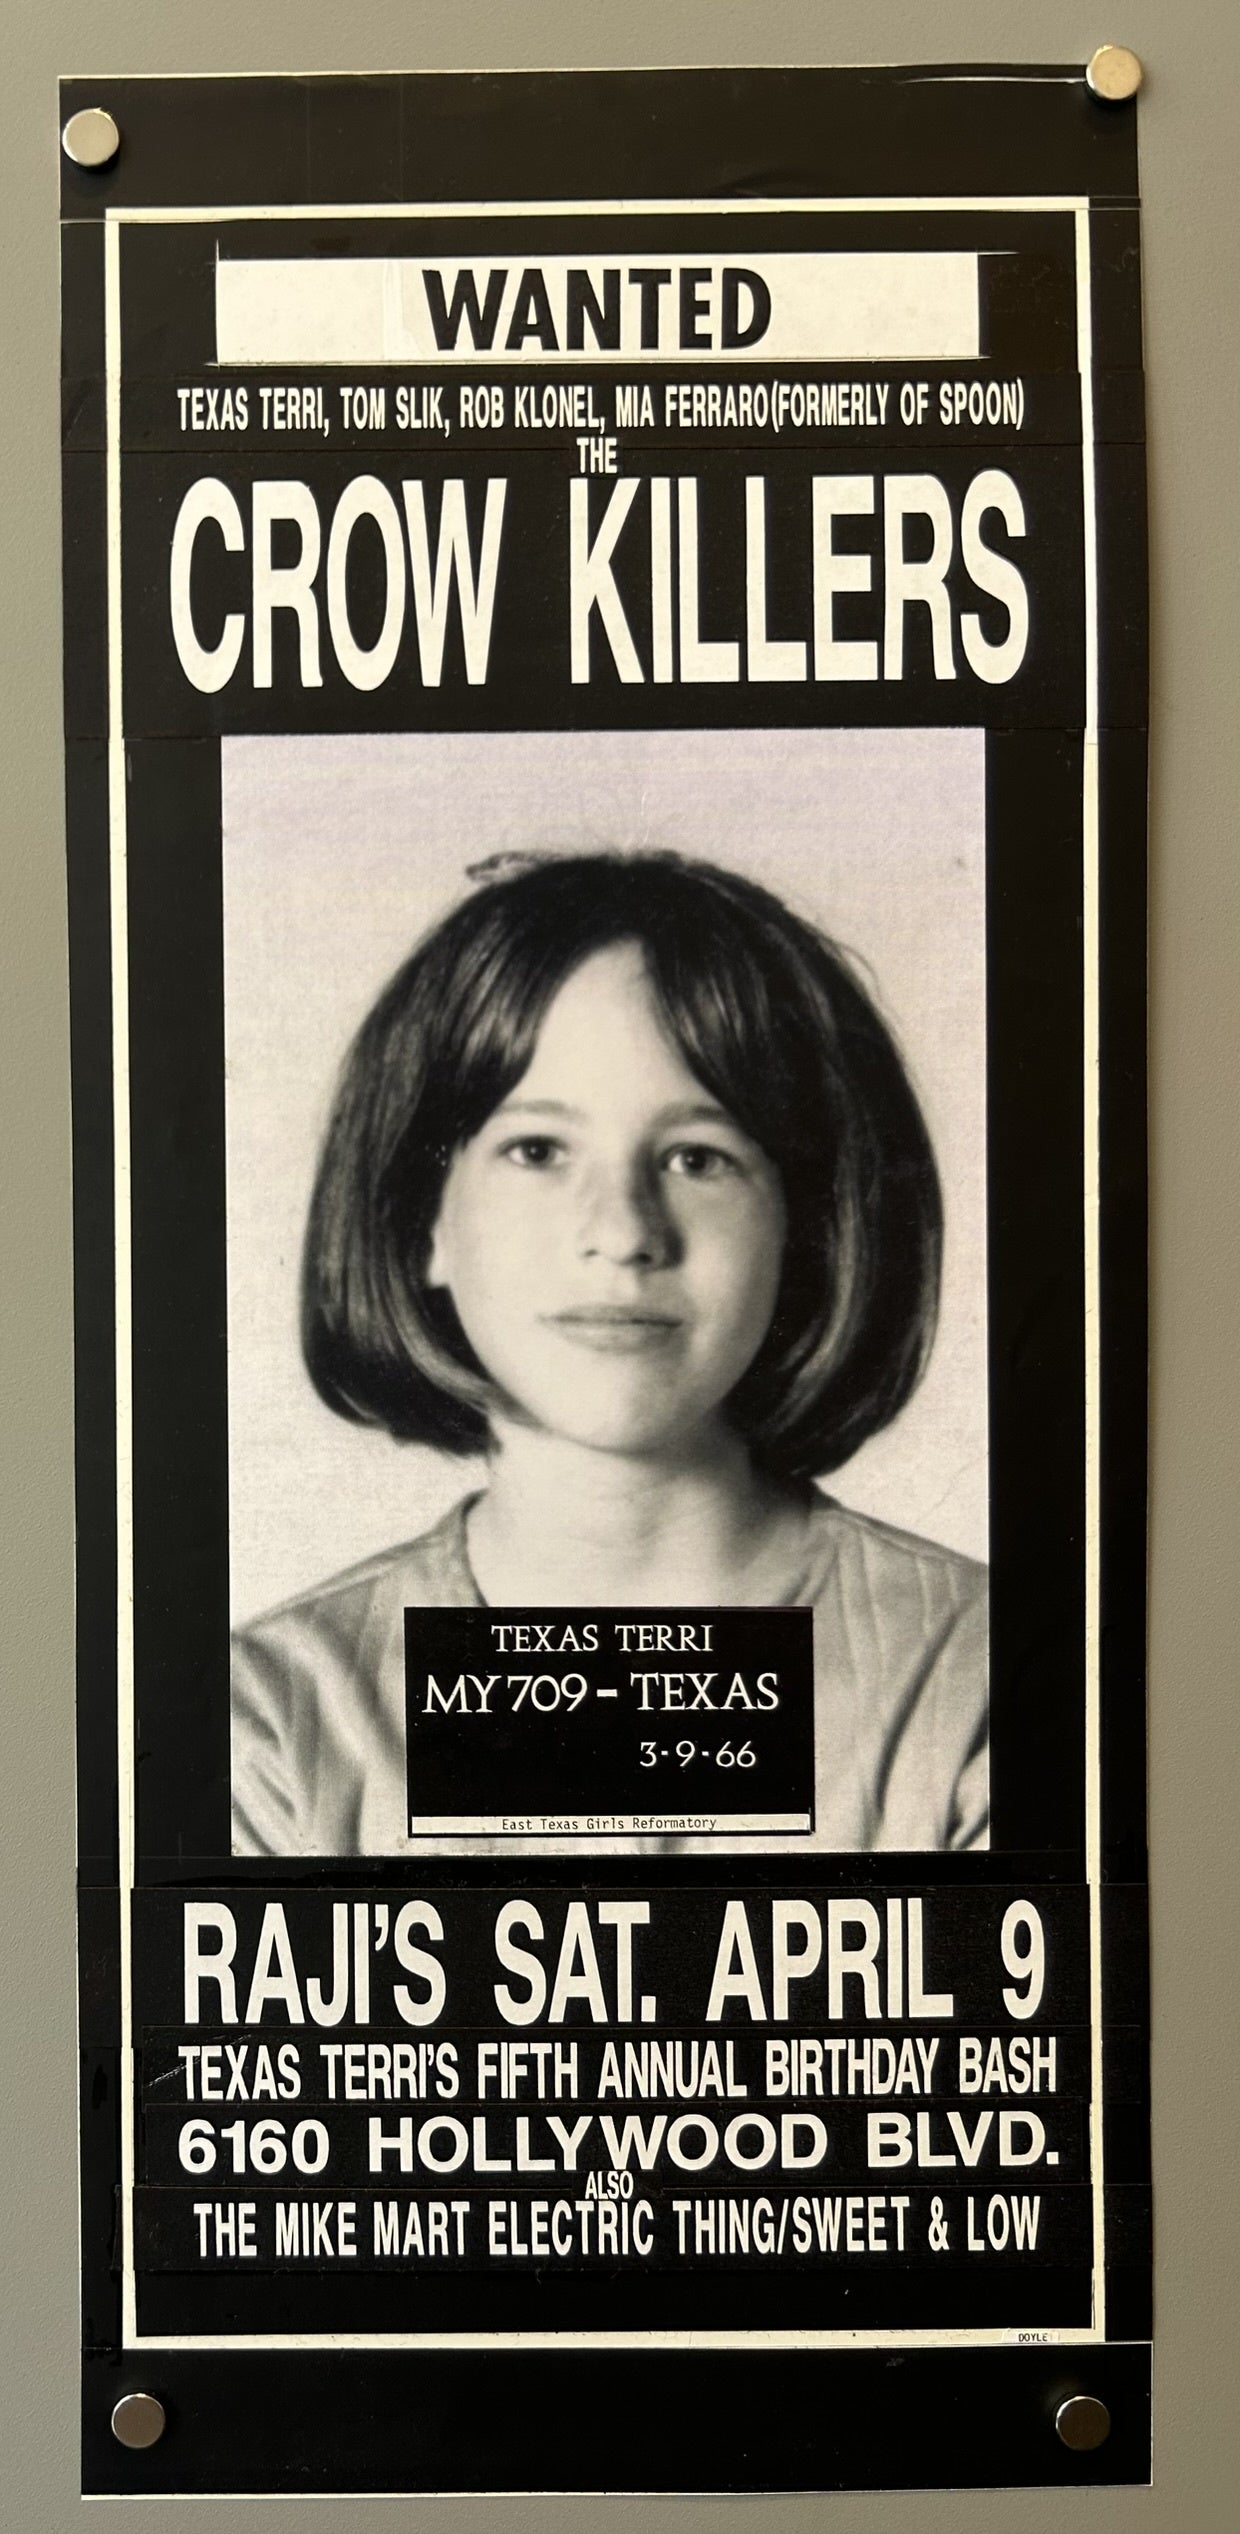 WANTED
TEXAS TERRI, TOM SLIK, ROB KLONEL, MIA FERRARO(FORMERLY OF SPOON)
THE
CROW KILLERS
TEXAS TERRI
MY709-TEXAS
3-9-66
East Texas Girls Reformatory
RAJI'S SAT. APRIL 9
TEXAS TERRI'S FIFTH ANNUAL BIRTHDAY BASH
6160 HOLLYWOOD BLVD.
ALSO
THE MIKE MART ELECTRIC THING/SWEET & LOW
DOYLE